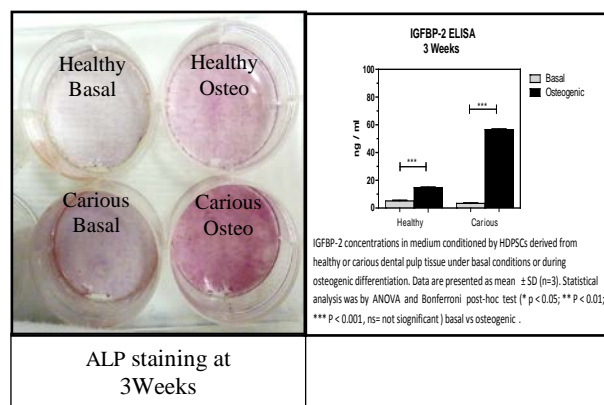 Healthy
Basal
Healthy
Osteo
Carious
Basal
Carious
Osteo
ALP staining at
3Weeks
IGFBP-2 ELISA
3 Weeks
100
80
60
40
20
0
ng / ml
***
***
Basal
Osteogenic
Healthy
Carious
IGFBP-2 concentrations in medium conditioned by HDPSCs derived from
healthy or carious dental pulp tissue under basal conditions or during
osteogenic differentiation. Data are presented as mean ± SD (n=3). Statistical
analysis was by ANOVA and Bonferroni post-hoc test (* p < 0.05; ** P < 0.01;
*** P < 0.001, ns= not siognificant ) basal vs osteogenic .